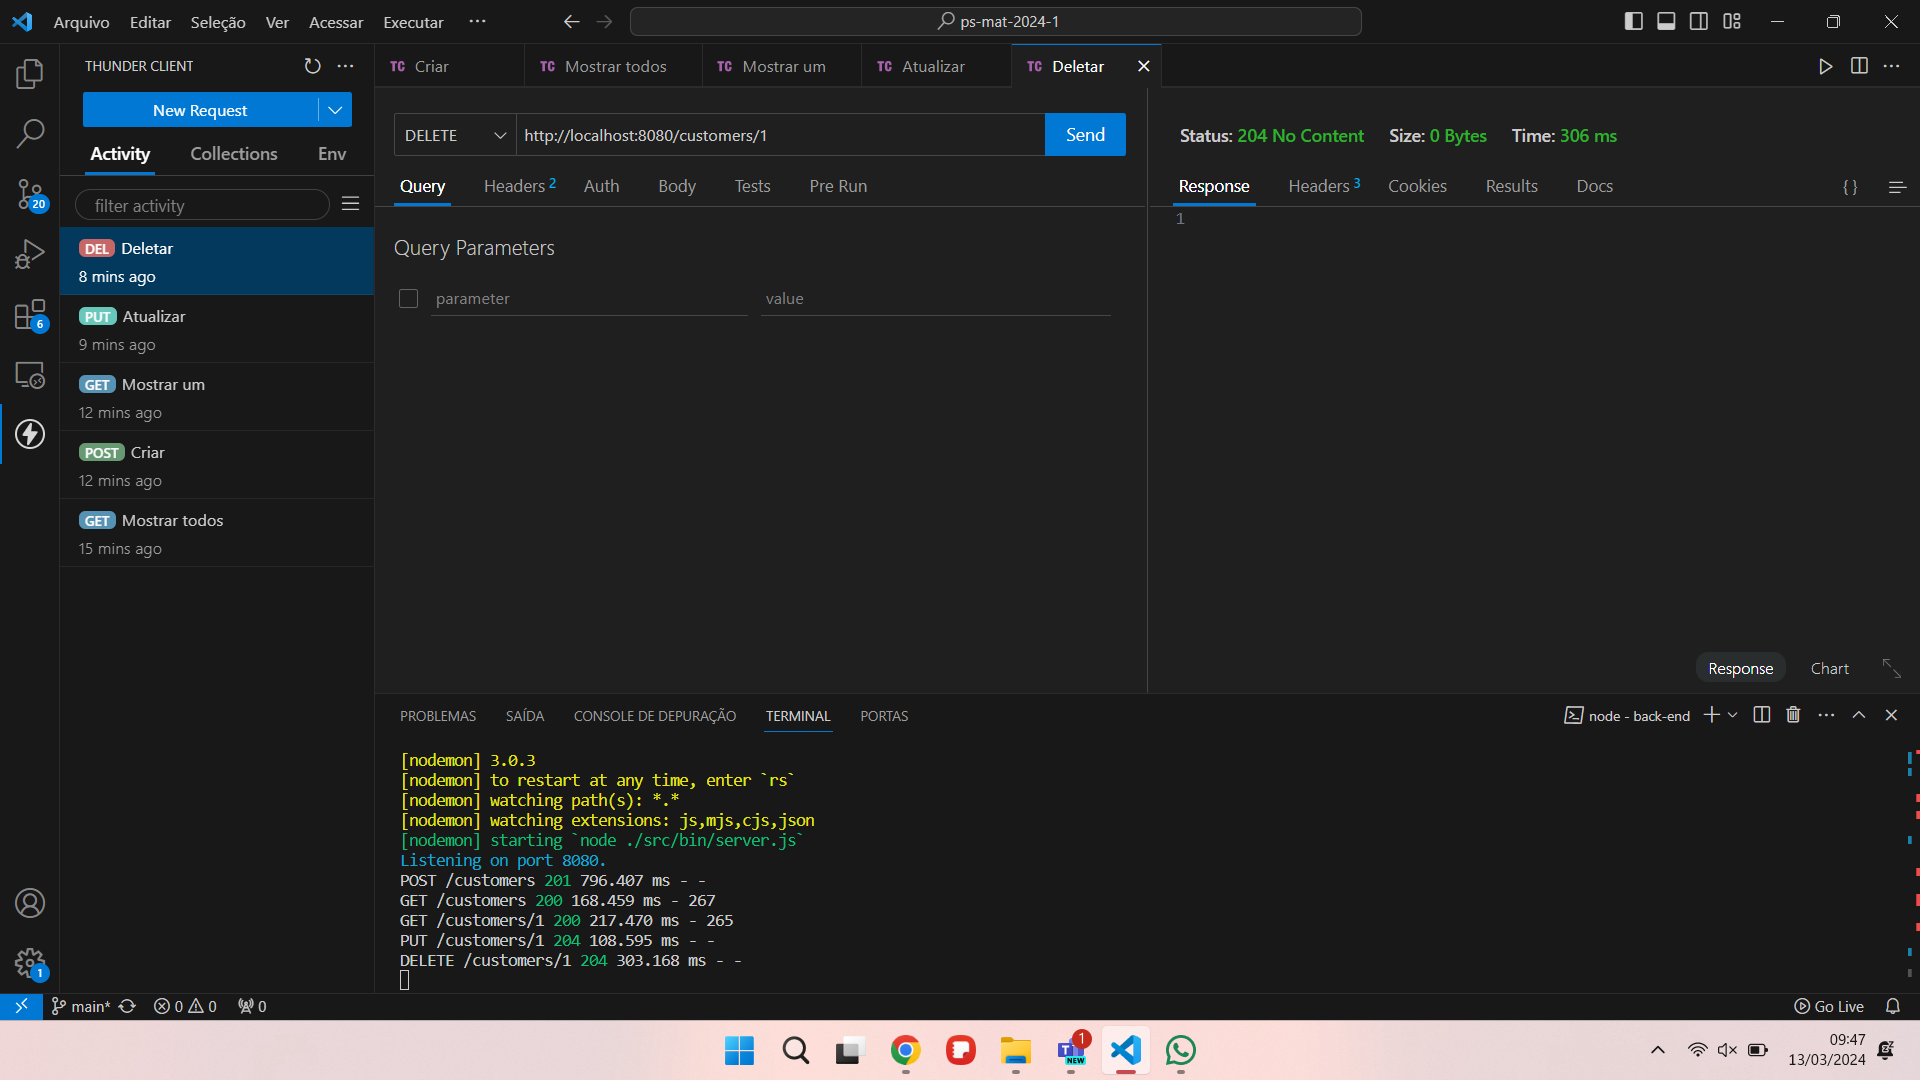 Arquivo Editar Seleção Ver Acessar Executar ···
ps-mat-2024-1
THUNDER CLIENT
New Request
Activity Collections Env
filter activity
DEL Deletar
8 mins ago
PUT Atualizar
9 mins ago
GET Mostrar um
12 mins ago
POST Criar
12 mins ago
GET Mostrar todos
15 mins ago
20
6
1
TC Criar TC Mostrar todos TC Mostrar um TC Atualizar TC Deletar
DELETE http://localhost:8080/customers/1 Send
Query Headers 2 Auth Body Tests Pre Run
Query Parameters
parameter value
Status: 204 No Content Size: 0 Bytes Time: 306 ms
Response Headers 3 Cookies Results Docs { }
1
Response Chart
PROBLEMAS SAÍDA CONSOLE DE DEPURAÇÃO TERMINAL PORTAS
node - back-end
[nodemon] 3.0.3
[nodemon] to restart at any time, enter `rs`
[nodemon] watching path(s): *.*
[nodemon] watching extensions: js,mjs,cjs,json
[nodemon] starting `node ./src/bin/server.js`
Listening on port 8080.
POST /customers 201 796.407 ms - -
GET /customers 200 168.459 ms - 267
GET /customers/1 200 217.470 ms - 265
PUT /customers/1 204 108.595 ms - -
DELETE /customers/1 204 303.168 ms - -
main* 0 0 0 Go Live
1
NEW
09:47
13/03/2024